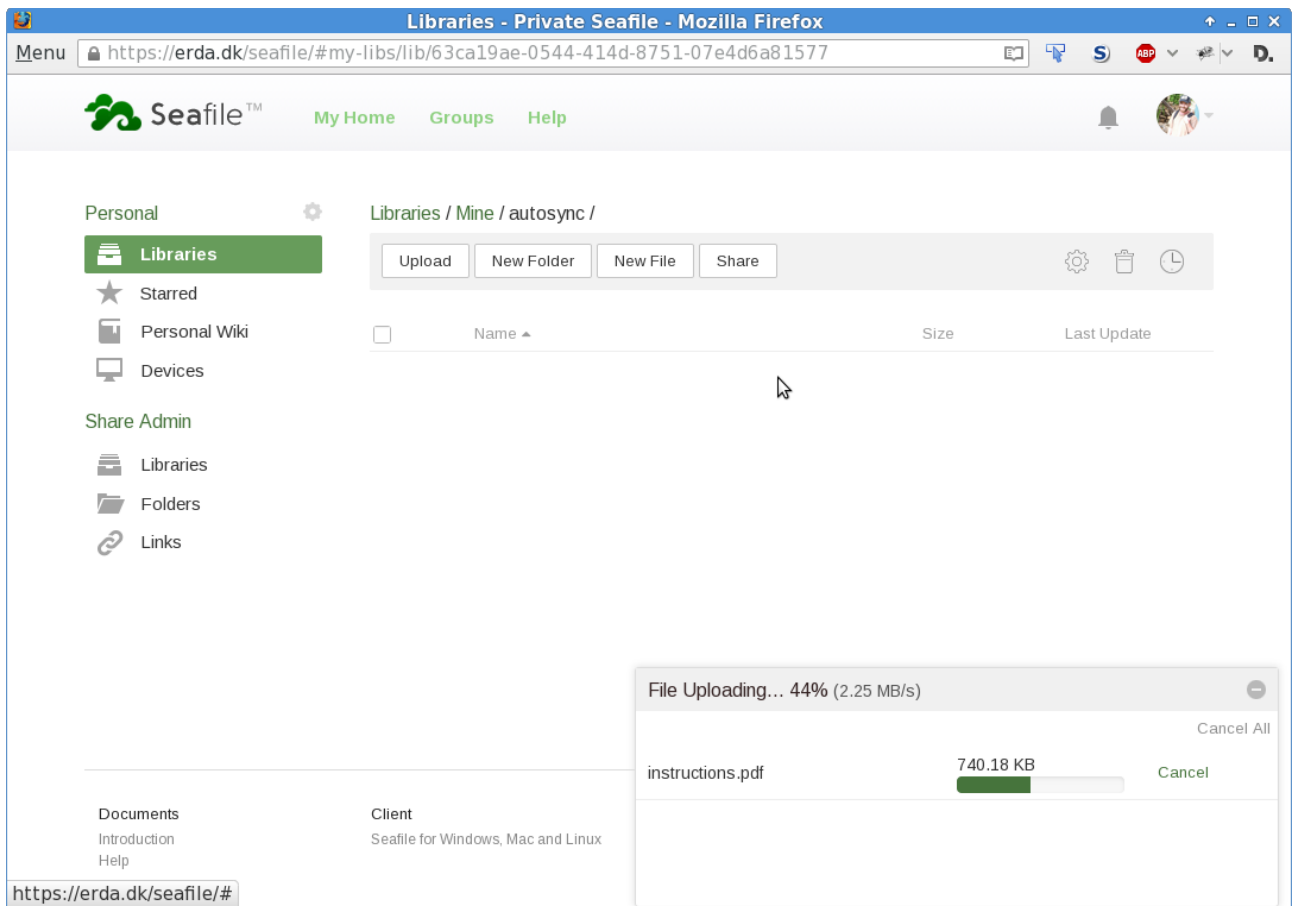 Libraries - Private Seafile - Mozilla Firefox
Menu https://erda.dk/seafile/#my-libs/lib/63ca19ae-0544-414d-8751-07e4d6a81577 S) ABP D.
Seafile™ My Home Groups Help
Personal
Libraries
Starred
Personal Wiki
Devices
Share Admin
Libraries
Folders
Links
Libraries / Mine / autosync /
Upload New Folder New File Share
Name Size Last Update
File Uploading... 44% (2.25 MB/s)
Cancel All
instructions.pdf 740.18 KB Cancel
Documents
Introduction
Help
Client
Seafile for Windows, Mac and Linux
https://erda.dk/seafile/#